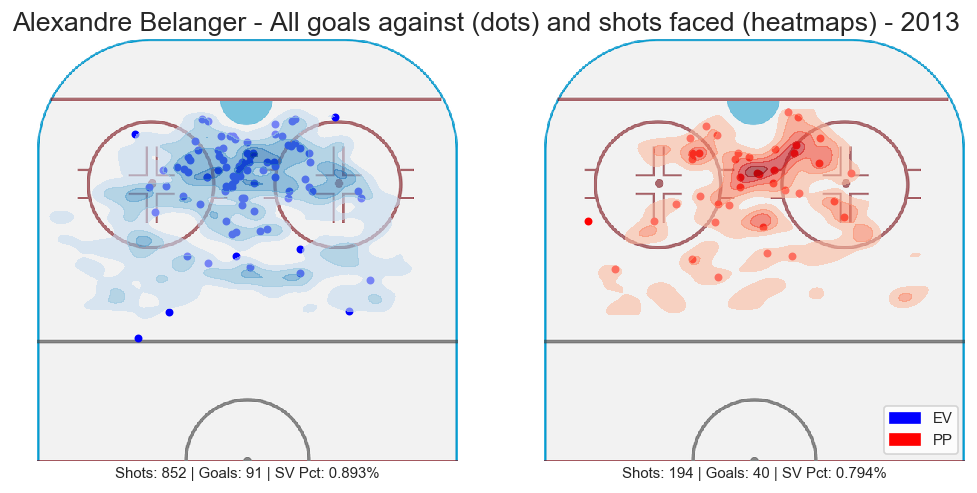 Alexandre Belanger - All goals against (dots) and shots faced (heatmaps) - 2013
EV
PP
Shots: 852 | Goals: 91 | SV Pct: 0.893%
Shots: 194 | Goals: 40 | SV Pct: 0.794%